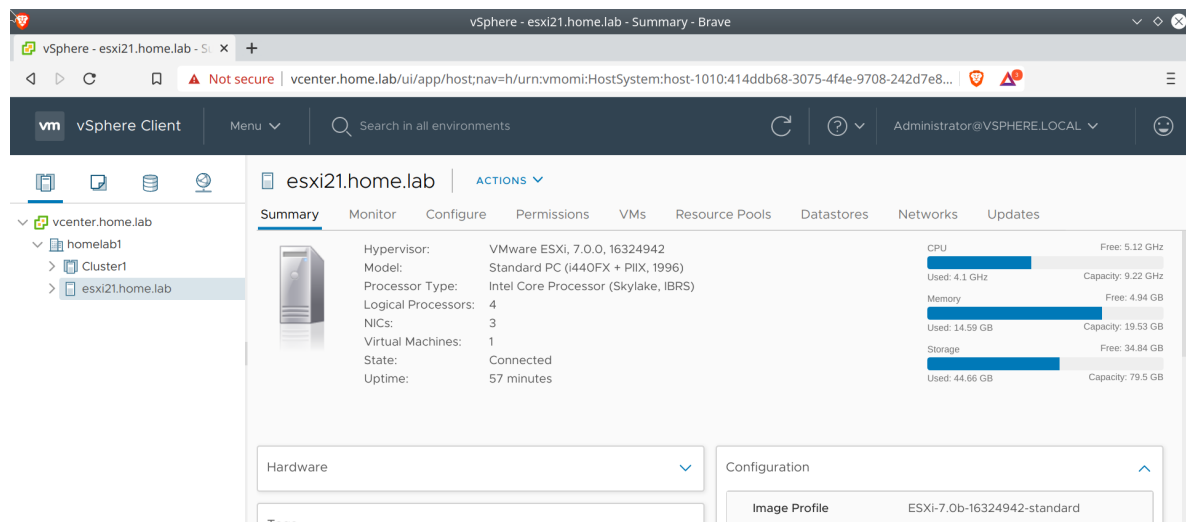 vSphere - esxi21.home.lab - Summary - Brave
vSphere - esxi21.home.lab - S
Not secure | vcenter.home.lab/ui/app/host;nav=h/urn:vmomi:HostSystem:host-1010:414ddb68-3075-4f4e-9708-242d7e8...
vm vSphere Client Menu Search in all environments Administrator@VSPHERE.LOCAL
esxi21.home.lab ACTIONS
Summary Monitor Configure Permissions VMs Resource Pools Datastores Networks Updates
vcenter.home.lab
homelab1
Cluster1
esxi21.home.lab
Hypervisor: VMware ESXi, 7.0.0, 16324942
Model: Standard PC (i440FX + PIIX, 1996)
Processor Type: Intel Core Processor (Skylake, IBRS)
Logical Processors: 4
NICs: 3
Virtual Machines: 1
State: Connected
Uptime: 57 minutes
CPU Free: 5.12 GHz
Used: 4.1 GHz Capacity: 9.22 GHz
Memory Free: 4.94 GB
Used: 14.59 GB Capacity: 19.53 GB
Storage Free: 34.84 GB
Used: 44.66 GB Capacity: 79.5 GB
Hardware
Configuration
Image Profile ESXi-7.0b-16324942-standard